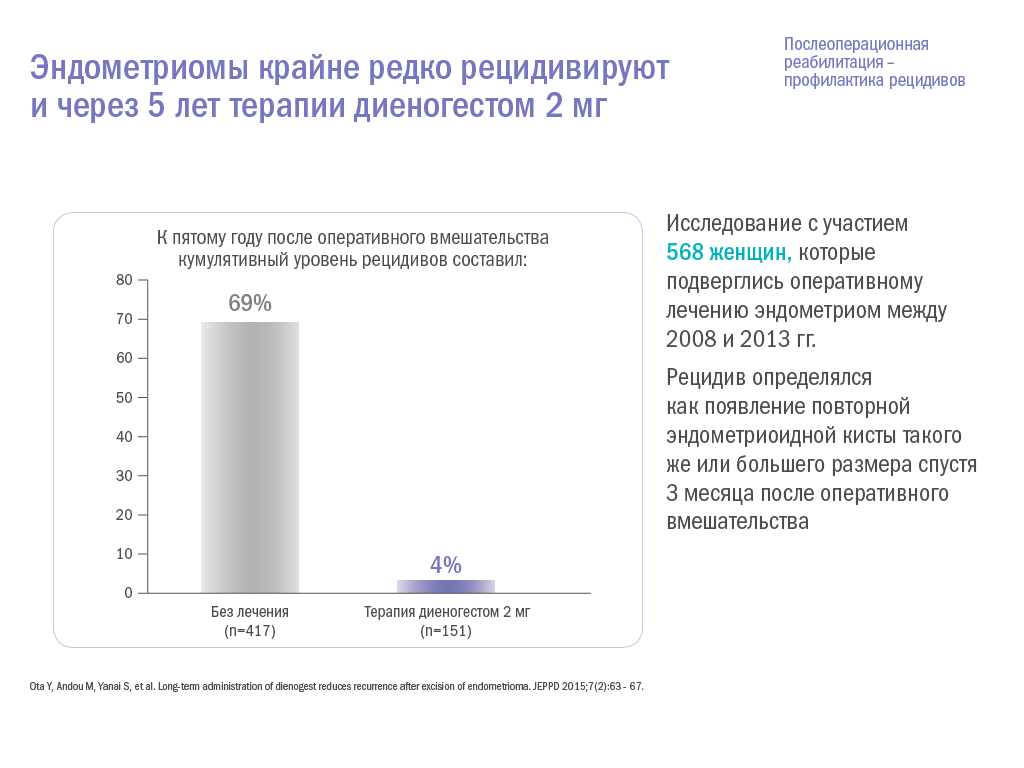 Эндометриомы крайне редко рецидивируют
и через 5 лет терапии диеногестом 2 мг
Послеоперационная
реабилитация –
профилактика рецидивов
К пятому году после оперативного вмешательства
кумулятивный уровень рецидивов составил:
80
70
60
50
40
30
20
10
0
69%
4%
Без лечения
(n=417)
Терапия диеногестом 2 мг
(n=151)
Исследование с участием
568 женщин, которые
подверглись оперативному
лечению эндометриом между
2008 и 2013 гг.
Рецидив определялся
как появление повторной
эндометриоидной кисты такого
же или большего размера спустя
3 месяца после оперативного
вмешательства
Ota Y, Andou M, Yanai S, et al. Long-term administration of dienogest reduces recurrence after excision of endometrioma. JEPPD 2015;7(2):63 - 67.